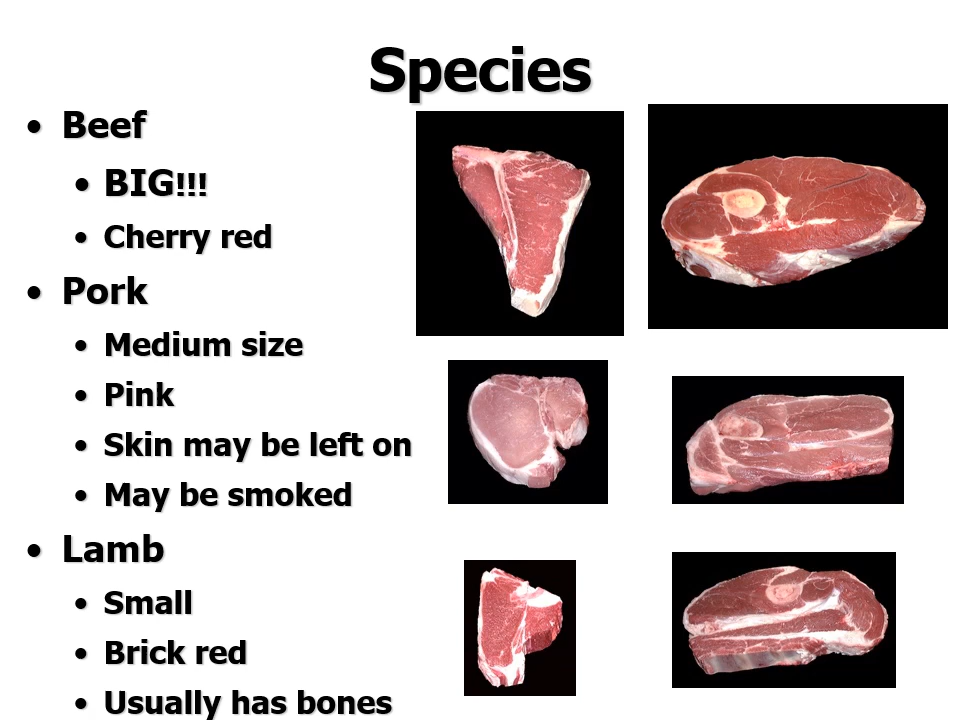 Species
• Beef
• BIG!!!
• Cherry red
• Pork
• Medium size
• Pink
• Skin may be left on
• May be smoked
• Lamb
• Small
• Brick red
• Usually has bones